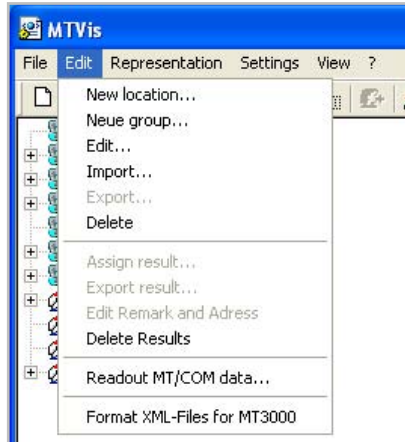 MTVis
File Edit Representation Settings View ?
New location...
Neue group...
Edit...
Import...
Export...
Delete
Assign result...
Export result...
Edit Remark and Adress
Delete Results
Readout MT/COM data...
Format XML-Files for MT3000